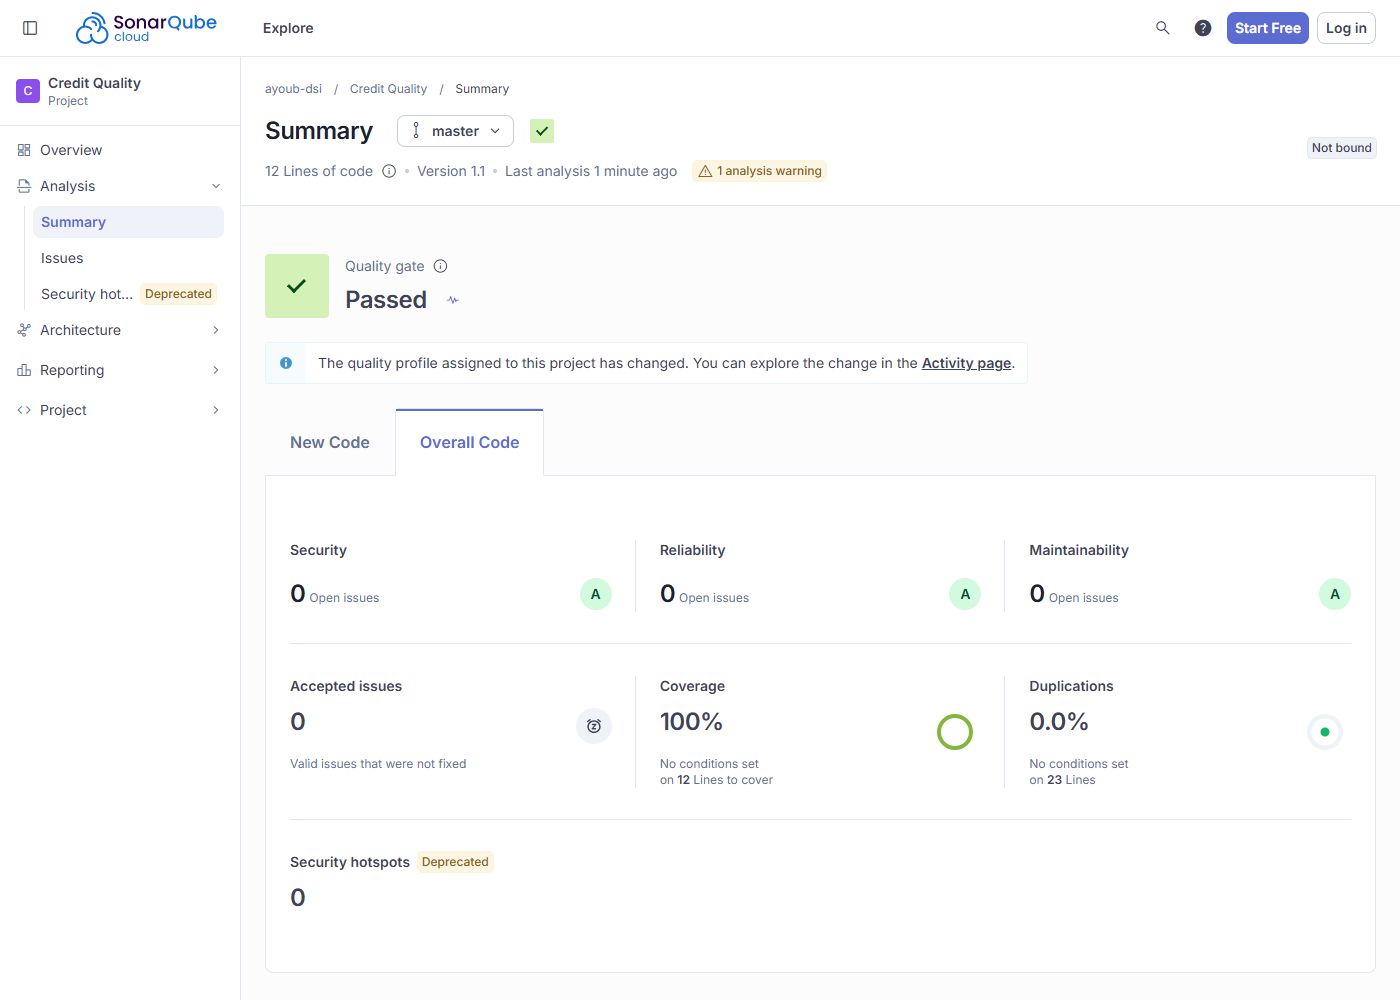 SonarQube
cloud
Explore
?
Start Free
Log in
C
Credit Quality
Project
Overview
Analysis
Summary
Issues
Security hot... Deprecated
Architecture
Reporting
Project
ayoub-dsi / Credit Quality / Summary
Summary
master
Not bound
12 Lines of code • Version 1.1 • Last analysis 1 minute ago
1 analysis warning
Quality gate
Passed
The quality profile assigned to this project has changed. You can explore the change in the Activity page.
New Code
Overall Code
Security
0 Open issues
A
Reliability
0 Open issues
A
Maintainability
0 Open issues
A
Accepted issues
0
Valid issues that were not fixed
Coverage
100%
No conditions set
on 12 Lines to cover
Duplications
0.0%
No conditions set
on 23 Lines
Security hotspots Deprecated
0